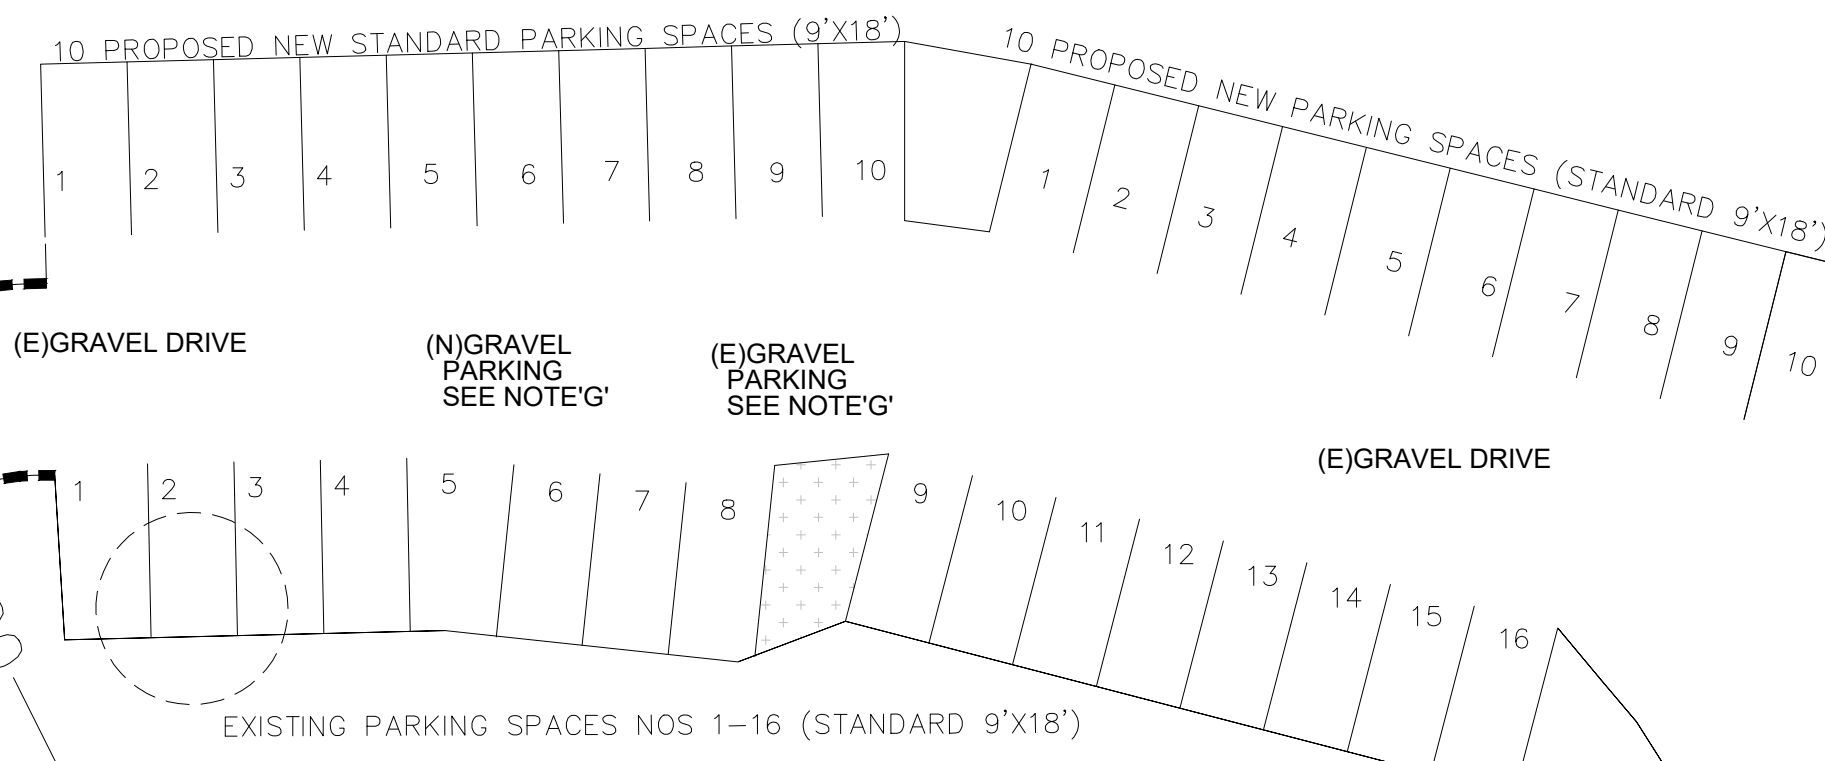 10 PROPOSED NEW STANDARD PARKING SPACES (9'X18')
10 PROPOSED NEW PARKING SPACES (STANDARD 9'X18')
1 2 3 4 5 6 7 8 9 10
1 2 3 4 5 6 7 8 9 10
(E)GRAVEL DRIVE
(N)GRAVEL
PARKING
SEE NOTE'G'
(E)GRAVEL
PARKING
SEE NOTE'G'
(E)GRAVEL DRIVE
1 2 3 4 5 6 7 8 9 10 11 12 13 14 15 16
EXISTING PARKING SPACES NOS 1-16 (STANDARD 9'X18')